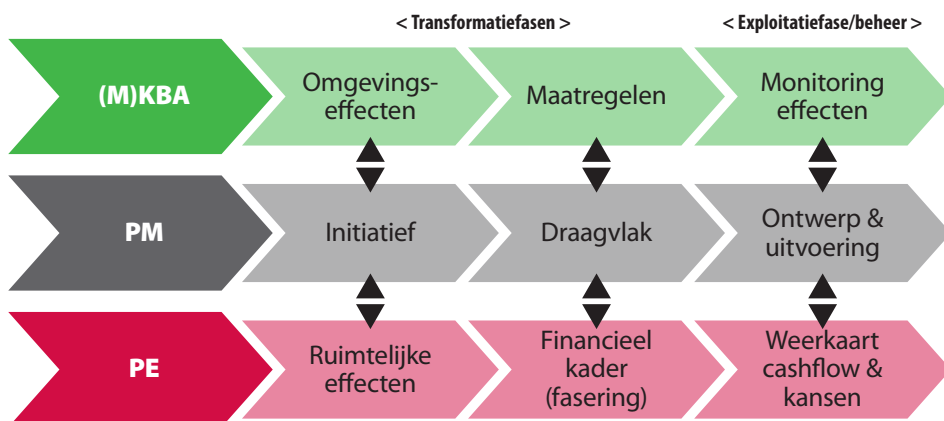 < Transformatiefasen >
< Exploitatiefase/beheer >
(M)KBA
Omgevings-
effecten
Maatregelen
Monitoring
effecten
PM
Initiatief
Draagvlak
Ontwerp &
uitvoering
PE
Ruimtelijke
effecten
Financieel
kader
(fasering)
Weerkaart
cashflow &
kansen